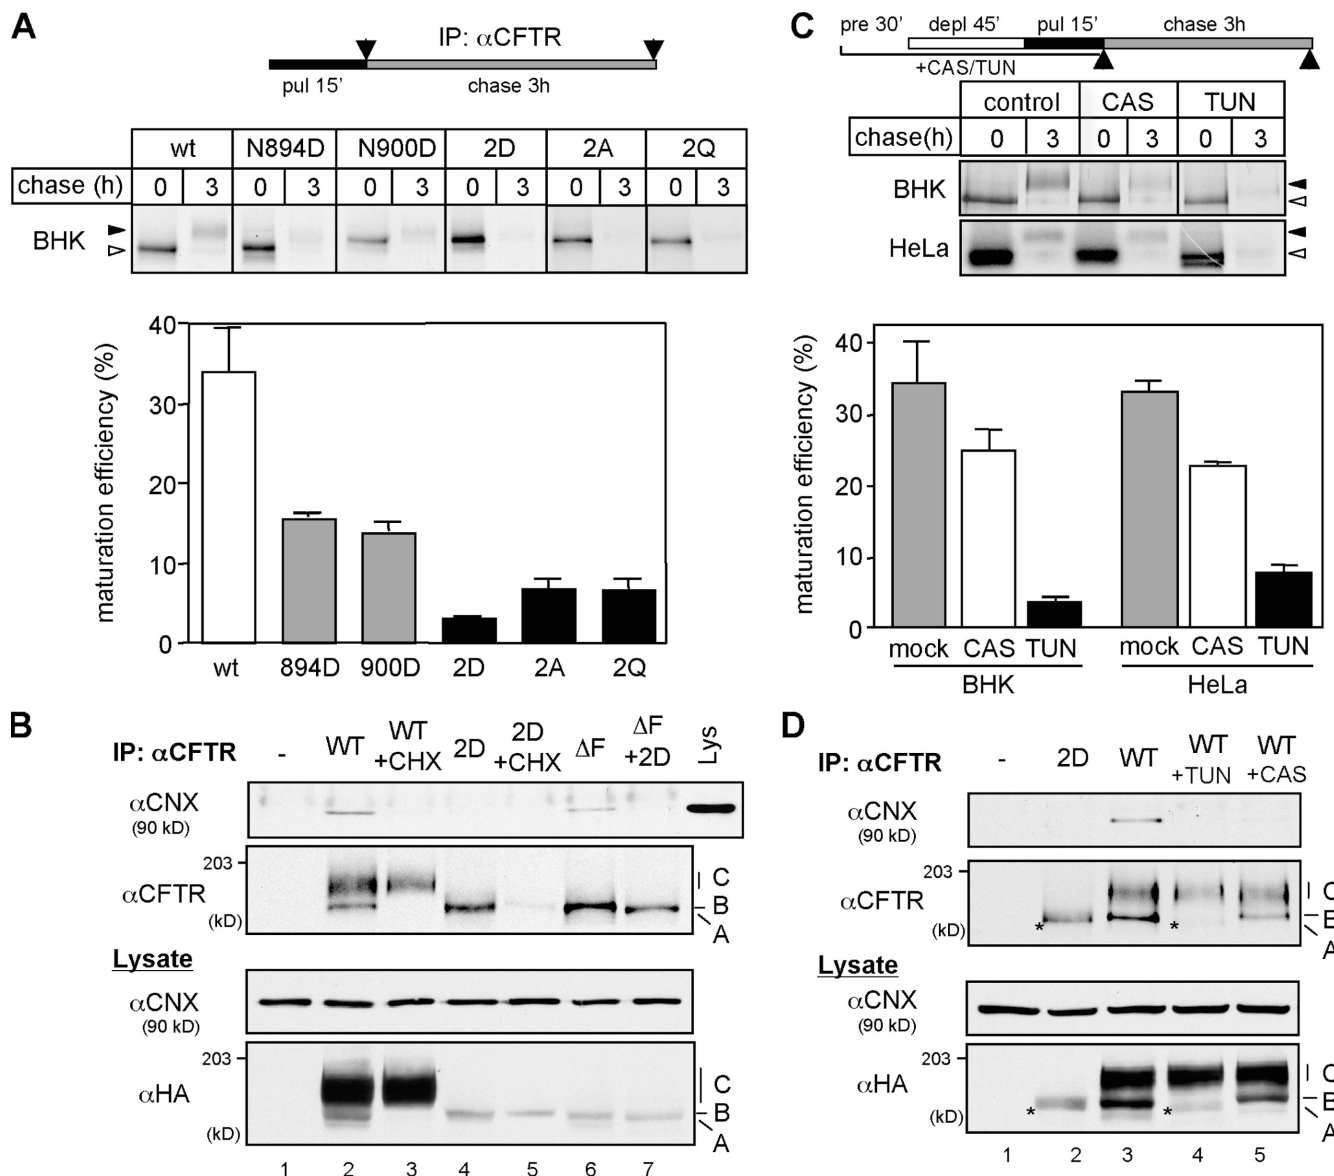 A
IP: αCFTR
pul 15’ chase 3h
wt N894D N900D 2D 2A 2Q
chase (h) 0 3 0 3 0 3 0 3 0 3 0 3
BHK
maturation efficiency (%)
40
30
20
10
0
wt 894D 900D 2D 2A 2Q
C
pre 30’ depl 45’ pul 15’ chase 3h
+CAS/TUN
control CAS TUN
chase(h) 0 3 0 3 0 3
BHK
HeLa
maturation efficiency (%)
40
30
20
10
0
mock CAS TUN mock CAS TUN
BHK HeLa
B
IP: αCFTR - WT WT +CHX 2D 2D +CHX ΔF ΔF +2D Lys
αCNX
(90 kD)
203
αCFTR
(kD)
C
B
A
Lysate
αCNX
(90 kD)
203
αHA
(kD)
C
B
A
1 2 3 4 5 6 7
D
IP: αCFTR - 2D WT WT +TUN WT +CAS
αCNX
(90 kD)
203
αCFTR
(kD)
* *
C
B
A
Lysate
αCNX
(90 kD)
203
αHA
(kD)
* *
C
B
A
1 2 3 4 5